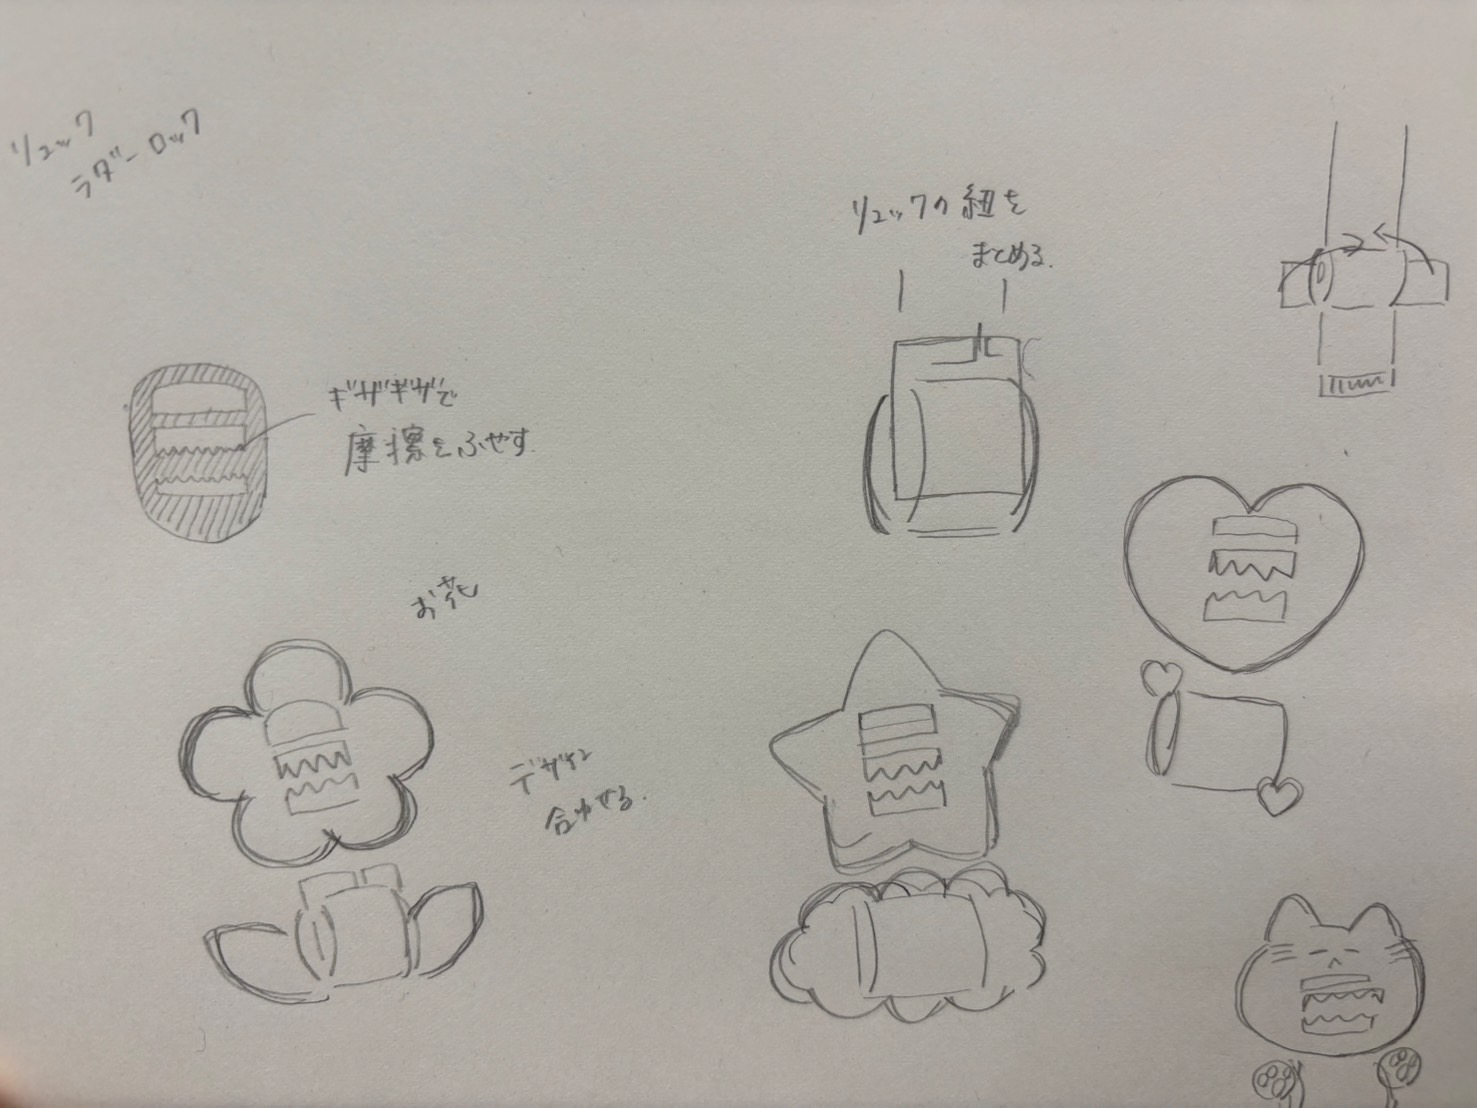 リュック
ラダーロック
リュックの紐を
まとめる.
ギザギザで
摩擦をふやす.
お花
デザイン
合わせる.